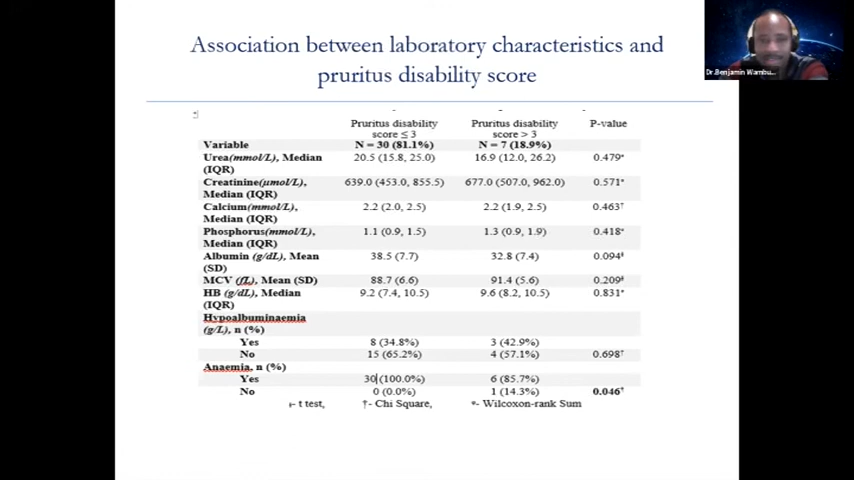 Association between laboratory characteristics and
pruritus disability score
Dr.Benjamin Wambu...
Pruritus disability score ≤ 3 Pruritus disability score > 3 P-value
Variable N = 30 (81.1%) N = 7 (18.9%)
Urea(mmol/L), Median (IQR) 20.5 (15.8, 25.0) 16.9 (12.0, 26.2) 0.479*
Creatinine(µmol/L), Median (IQR) 639.0 (453.0, 855.5) 677.0 (507.0, 962.0) 0.571*
Calcium(mmol/L), Median (IQR) 2.2 (2.0, 2.5) 2.2 (1.9, 2.5) 0.463†
Phosphorus(mmol/L), Median (IQR) 1.1 (0.9, 1.5) 1.3 (0.9, 1.9) 0.418*
Albumin (g/dL), Mean (SD) 38.5 (7.7) 32.8 (7.4) 0.094
MCV (fL), Mean (SD) 88.7 (6.6) 91.4 (5.6) 0.209
HB (g/dL), Median (IQR) 9.2 (7.4, 10.5) 9.6 (8.2, 10.5) 0.831*
Hypoalbuminaemia (g/L), n (%)
Yes 8 (34.8%) 3 (42.9%)
No 15 (65.2%) 4 (57.1%) 0.698†
Anaemia, n (%)
Yes 30 (100.0%) 6 (85.7%)
No 0 (0.0%) 1 (14.3%) 0.046†
t test, †- Chi Square, *- Wilcoxon-rank Sum